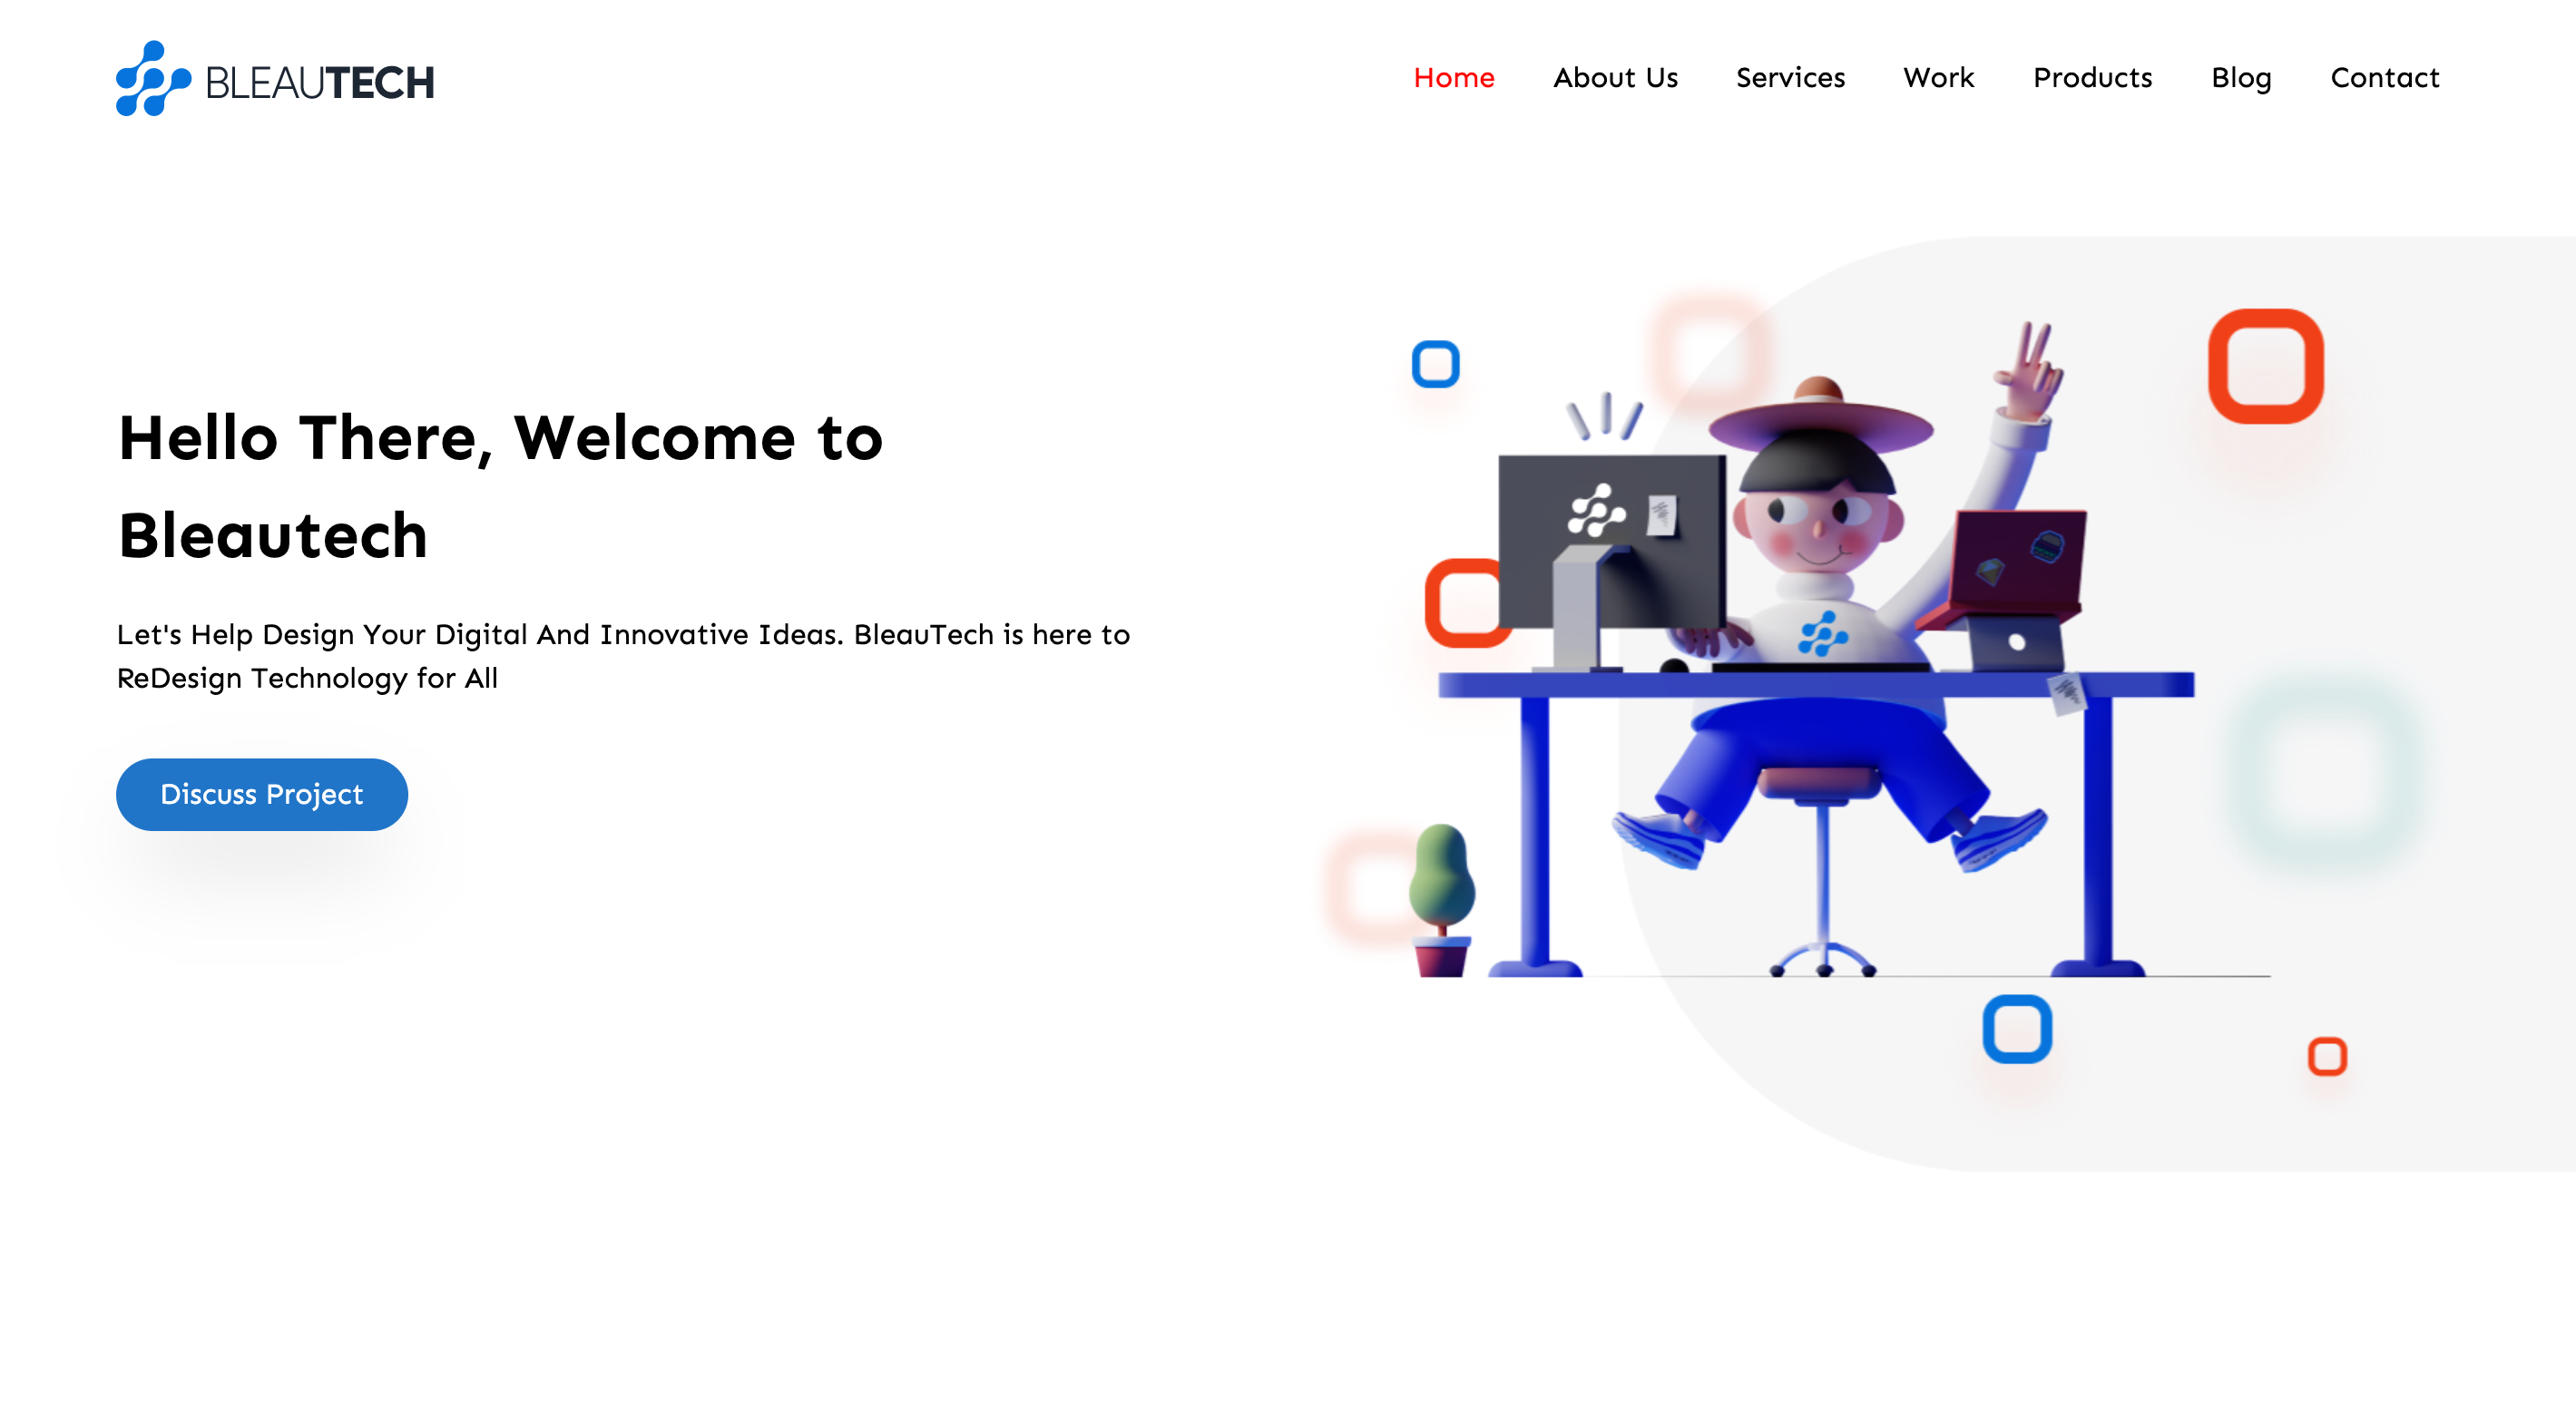 BLEAUTECH
Home About Us Services Work Products Blog Contact
Hello There, Welcome to
Bleautech
Let's Help Design Your Digital And Innovative Ideas. BleauTech is here to
ReDesign Technology for All
Discuss Project